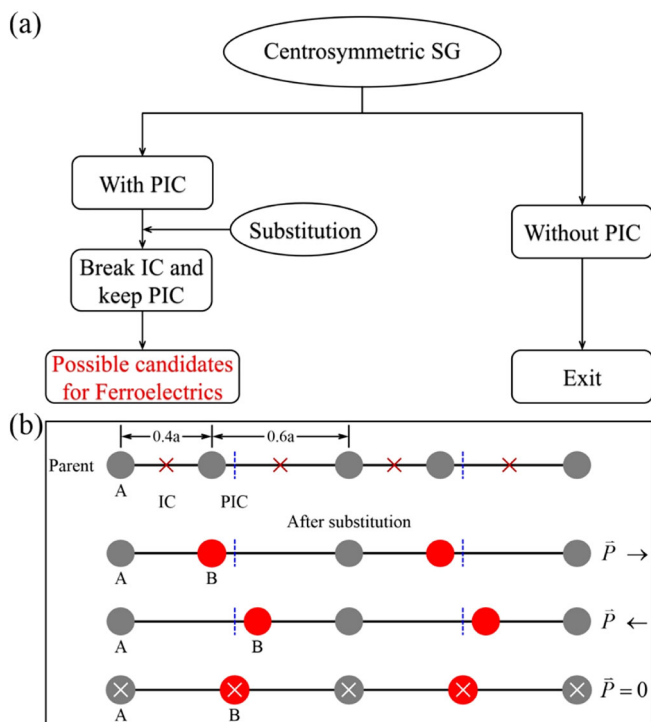 (a)
Centrosymmetric SG
With PIC
Substitution
Without PIC
Break IC and
keep PIC
Possible candidates
for Ferroelectrics
Exit
(b)
0.4a 0.6a
Parent
A IC PIC
After substitution
A B P⃗ →
A B P⃗ ←
A B P⃗ = 0